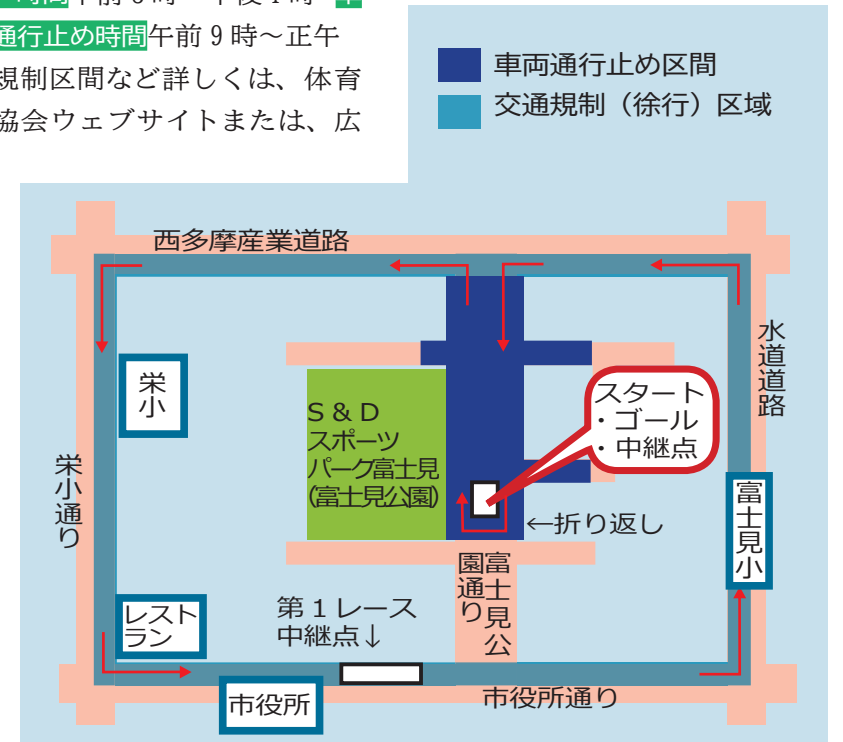 時間午前8時～午後4時
通行止め時間午前９時～正午
規制区間など詳しくは、体育
協会ウェブサイトまたは、広
車両通行止め区間
交通規制（徐行）区域
西多摩産業道路
水道道路
栄小
スタート
・ゴール
・中継点
S & D
スポーツ
パーク富士見
(富士見公園)
栄小通り
富士見小
←折り返し
富士見公園通り
第１レース
中継点↓
レスト
ラン
市役所
市役所通り